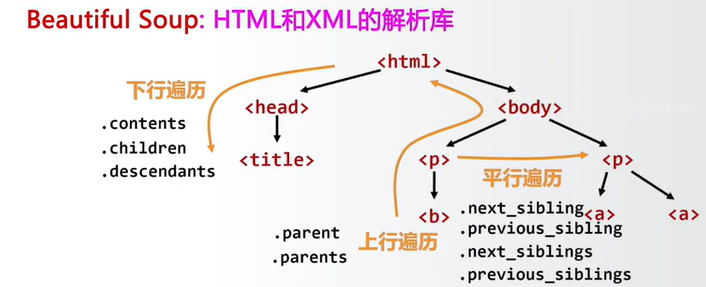 Beautiful Soup: HTML和XML的解析库
<html>
下行遍历
.contents
.children
.descendants
<head>
<body>
<title>
<p>
<p>
平行遍历
<b>
.next_sibling
.previous_sibling
.next_siblings
.previous_siblings
<a>
<a>
.parent
.parents
上行遍历